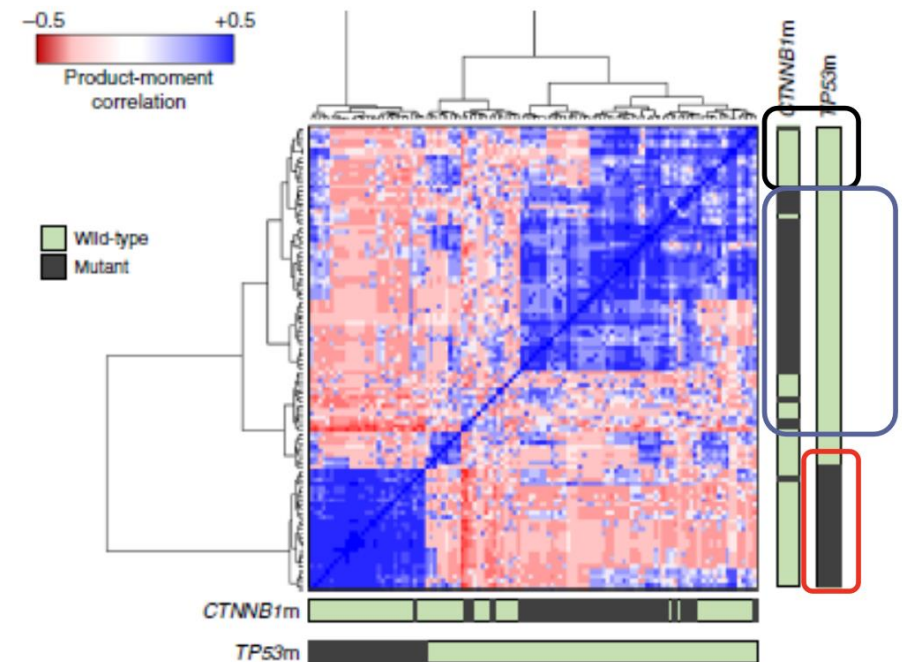 −0.5 +0.5
Product-moment
correlation
CTNNB1m
TP53m
Wild-type
Mutant
CTNNB1m
TP53m